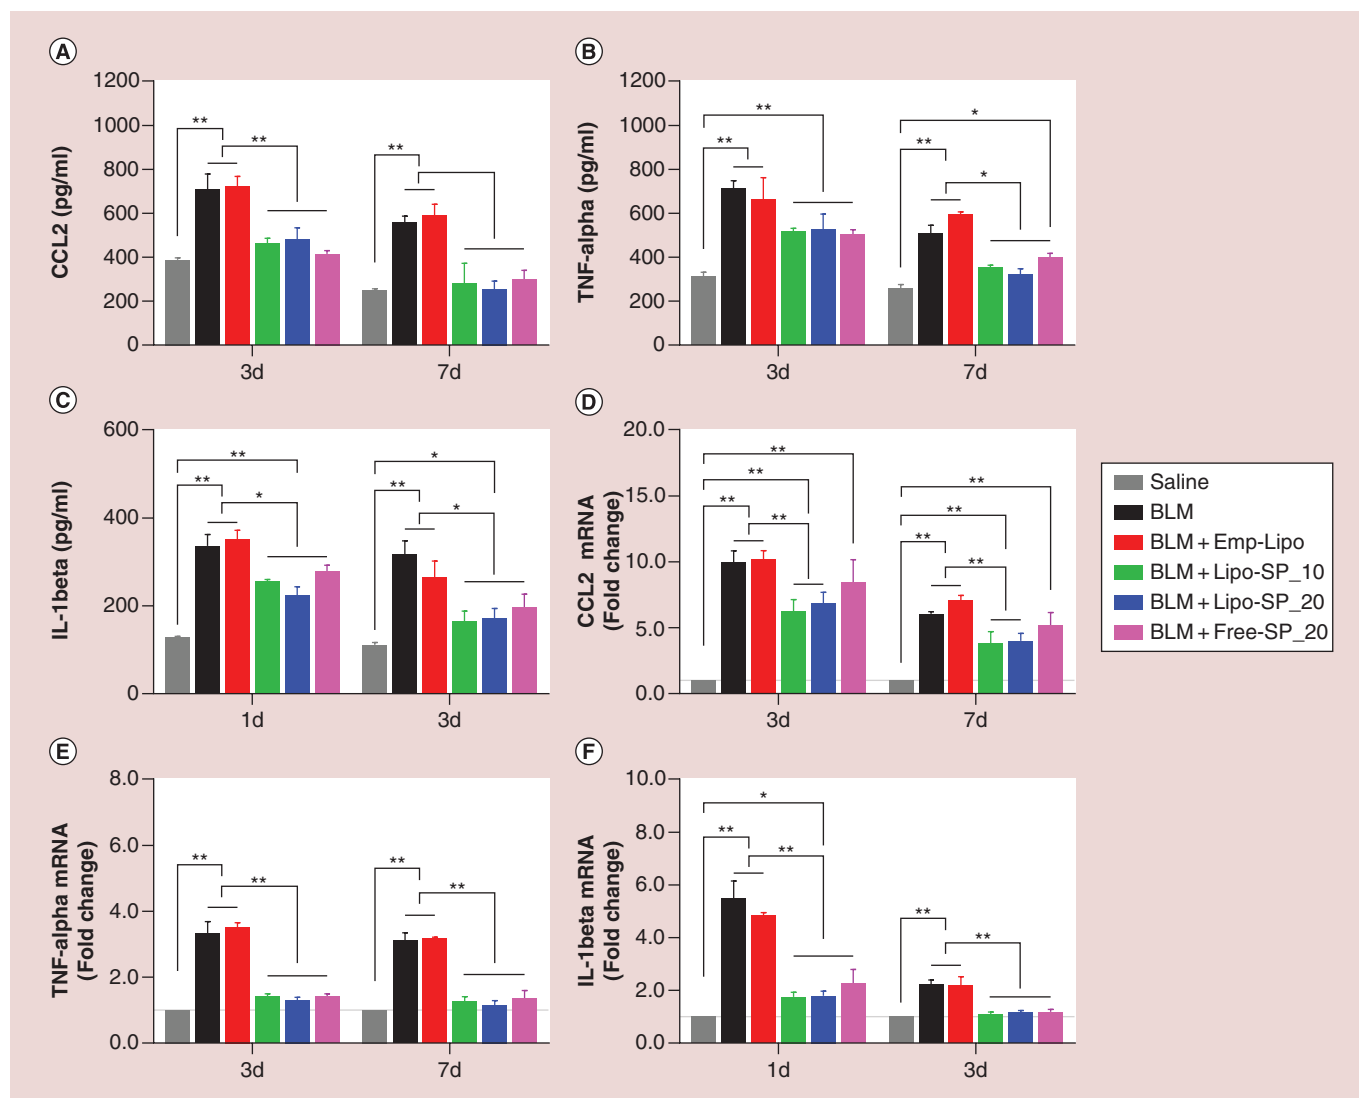 A
CCL2 (pg/ml)
1200
1000
800
600
400
200
0
**
**
**
3d
7d
B
TNF-alpha (pg/ml)
1200
1000
800
600
400
200
0
**
**
*
**
*
3d
7d
C
IL-1beta (pg/ml)
600
400
200
0
**
**
*
*
**
*
1d
3d
D
CCL2 mRNA
(Fold change)
20.0
15.0
10.0
5.0
0.0
**
**
**
**
**
**
**
**
3d
7d
Saline
BLM
BLM + Emp-Lipo
BLM + Lipo-SP_10
BLM + Lipo-SP_20
BLM + Free-SP_20
E
TNF-alpha mRNA
(Fold change)
8.0
6.0
4.0
2.0
0.0
**
**
**
**
3d
7d
F
IL-1beta mRNA
(Fold change)
10.0
8.0
6.0
4.0
2.0
0.0
*
**
**
**
**
1d
3d